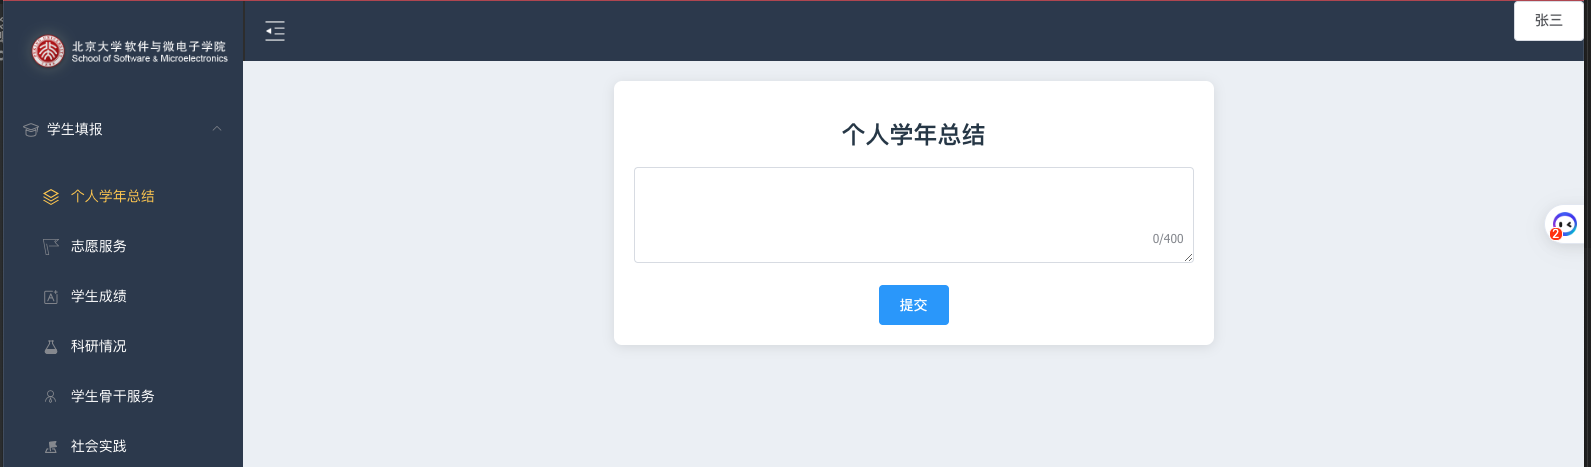 北京大学软件与微电子学院
School of Software & Microelectronics
张三
学生填报
个人学年总结
志愿服务
学生成绩
科研情况
学生骨干服务
社会实践
个人学年总结
0/400
提交
2